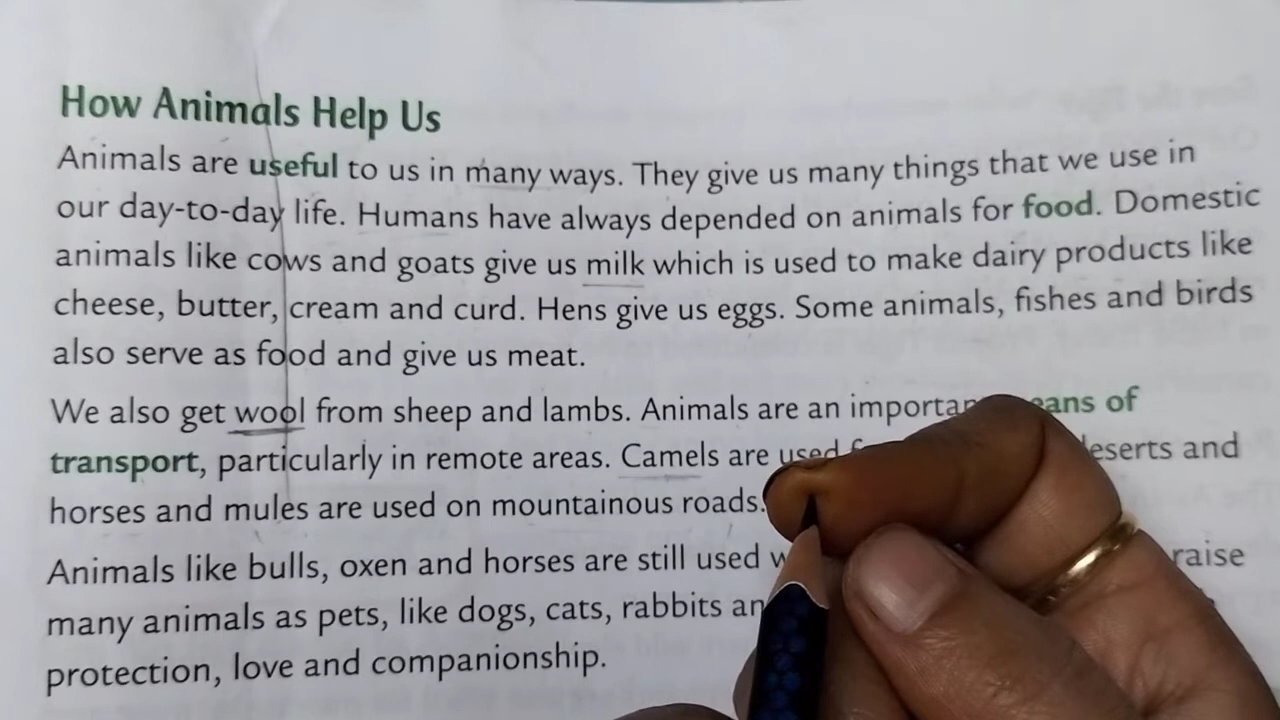 How Animals Help Us
Animals are useful to us in many ways. They give us many things that we use in
our day-to-day life. Humans have always depended on animals for food. Domestic
animals like cows and goats give us milk which is used to make dairy products like
cheese, butter, cream and curd. Hens give us eggs. Some animals, fishes and birds
also serve as food and give us meat.
We also get wool from sheep and lambs. Animals are an important means of
transport, particularly in remote areas. Camels are used deserts and
horses and mules are used on mountainous roads.
Animals like bulls, oxen and horses are still used raise
many animals as pets, like dogs, cats, rabbits
protection, love and companionship.